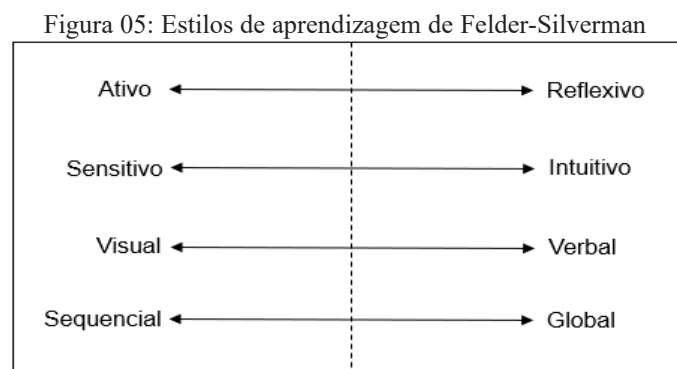 Figura 05: Estilos de aprendizagem de Felder-Silverman
Ativo Reflexivo
Sensitivo Intuitivo
Visual Verbal
Sequencial Global